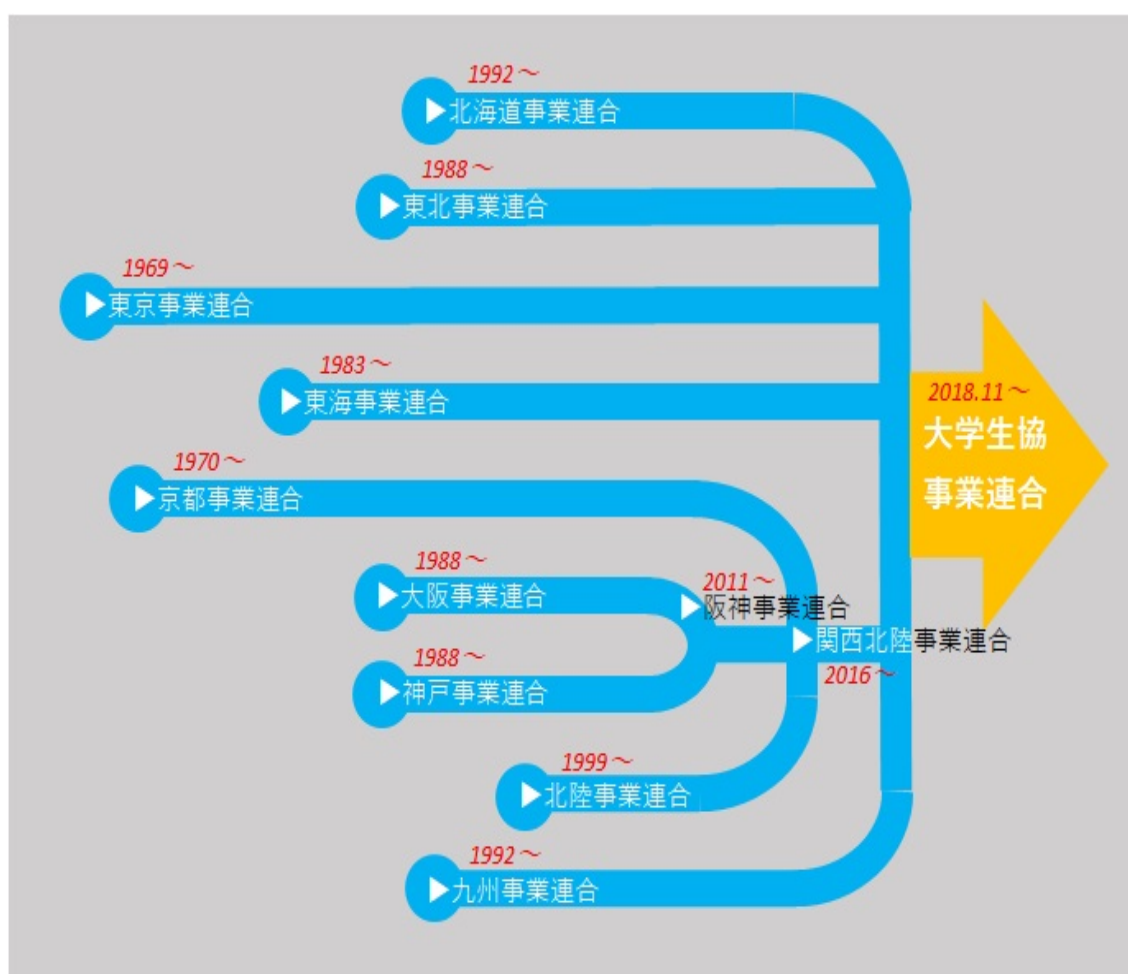 1992～
北海道事業連合
1988～
東北事業連合
1969～
東京事業連合
1983～
東海事業連合
2018.11～
大学生協
事業連合
1970～
京都事業連合
1988～
大阪事業連合
2011～
阪神事業連合
関西北陸事業連合
2016～
1988～
神戸事業連合
1999～
北陸事業連合
1992～
九州事業連合